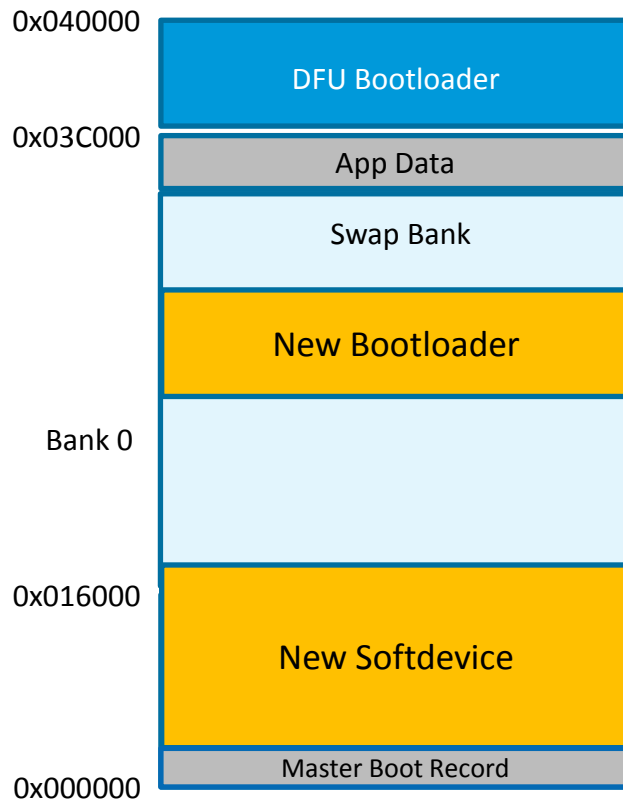 0x040000
DFU Bootloader
0x03C000
App Data
Swap Bank
New Bootloader
Bank 0
0x016000
New Softdevice
Master Boot Record
0x000000